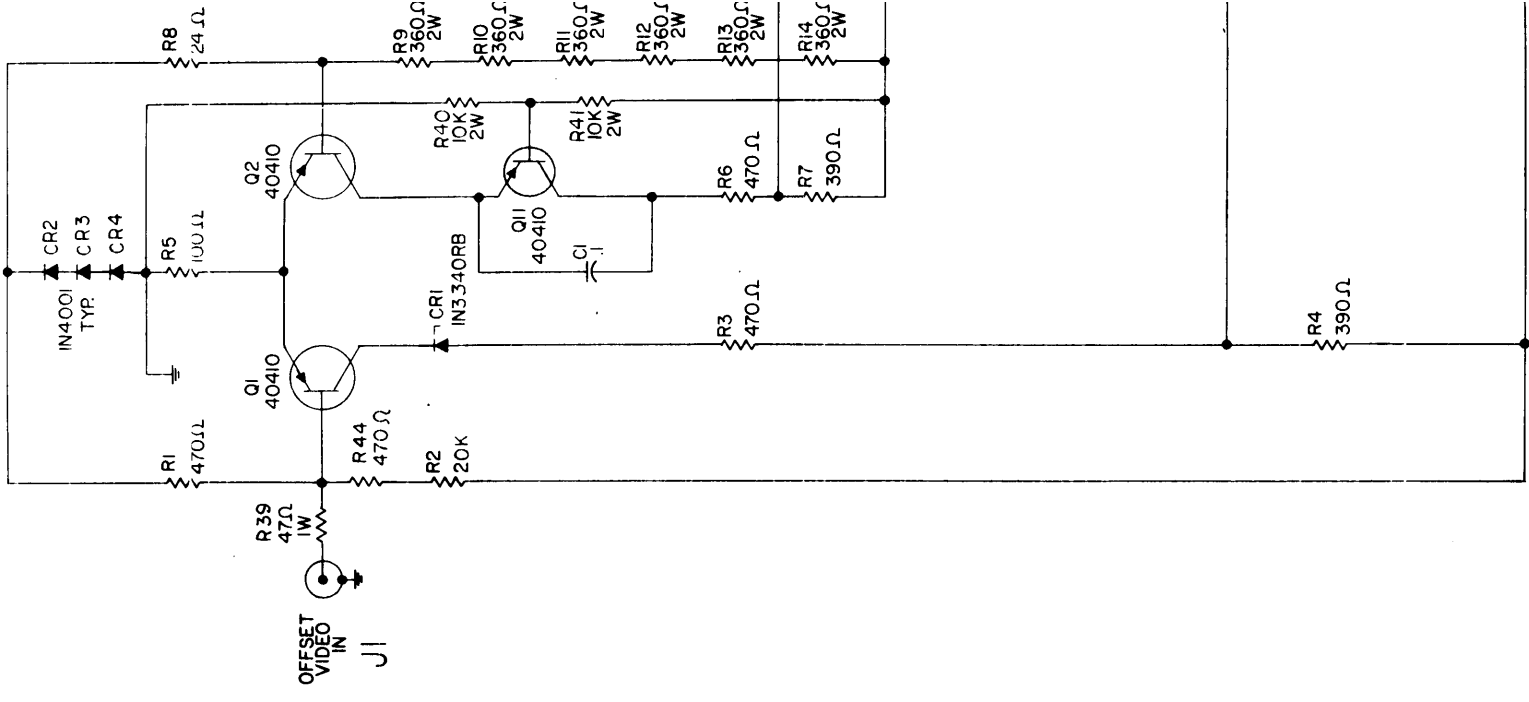 R8
24Ω
R9
360Ω
2W
R10
360Ω
2W
R11
360Ω
2W
R12
360Ω
2W
R13
360Ω
2W
R14
360Ω
2W
R40
10K
2W
R41
10K
2W
Q2
40410
Q11
40410
R6
470Ω
R7
390Ω
CR2
CR3
CR4
1N4001
TYP.
R5
100Ω
C1
.1
CR1
1N3340RB
R3
470Ω
R4
390Ω
Q1
40410
R1
470Ω
R44
470Ω
R2
20K
R39
47Ω
1W
OFFSET
VIDEO
IN
J1